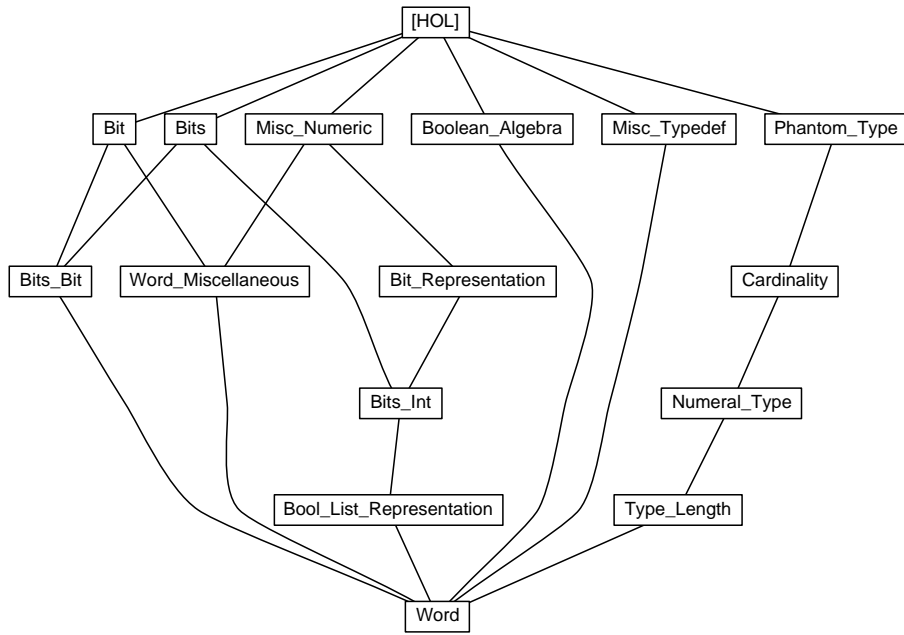 [HOL]
Bit
Bits
Misc_Numeric
Boolean_Algebra
Misc_Typedef
Phantom_Type
Bits_Bit
Word_Miscellaneous
Bit_Representation
Cardinality
Bits_Int
Numeral_Type
Bool_List_Representation
Type_Length
Word